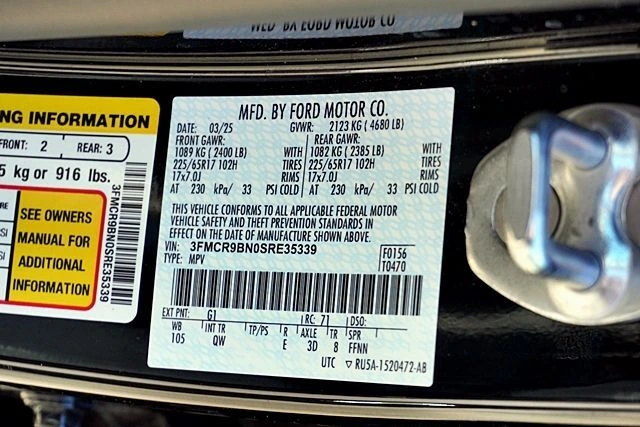 WED. BY FORD MOTOR CO
NG INFORMATION
FRONT: 2 REAR: 3
5 kg or 916 lbs.
SEE OWNERS
MANUAL FOR
ADDITIONAL
INFORMATION
3FMCR9BN0SRE35339
MFD. BY FORD MOTOR CO.
DATE: 03/25 GVWR: 2123 KG ( 4680 LB)
FRONT GAWR: REAR GAWR:
1089 KG ( 2400 LB) WITH 1082 KG ( 2385 LB) WITH
225/65R17 102H TIRES 225/65R17 102H TIRES
17x7.0J RIMS 17x7.0J RIMS
AT 230 kPa/ 33 PSI COLD AT 230 kPa/ 33 PSI COLD
THIS VEHICLE CONFORMS TO ALL APPLICABLE FEDERAL MOTOR
VEHICLE SAFETY AND THEFT PREVENTION STANDARDS IN
EFFECT ON THE DATE OF MANUFACTURE SHOWN ABOVE.
VIN: 3FMCR9BN0SRE35339 F0156
TYPE: MPV T0470
EXT PNT: G1 RC: 71 DSO:
WB INT TR TP/PS R AXLE TR SPR
105 QW E 3D 8 FFNN
UTC ▽ RU5A-1520472-AB